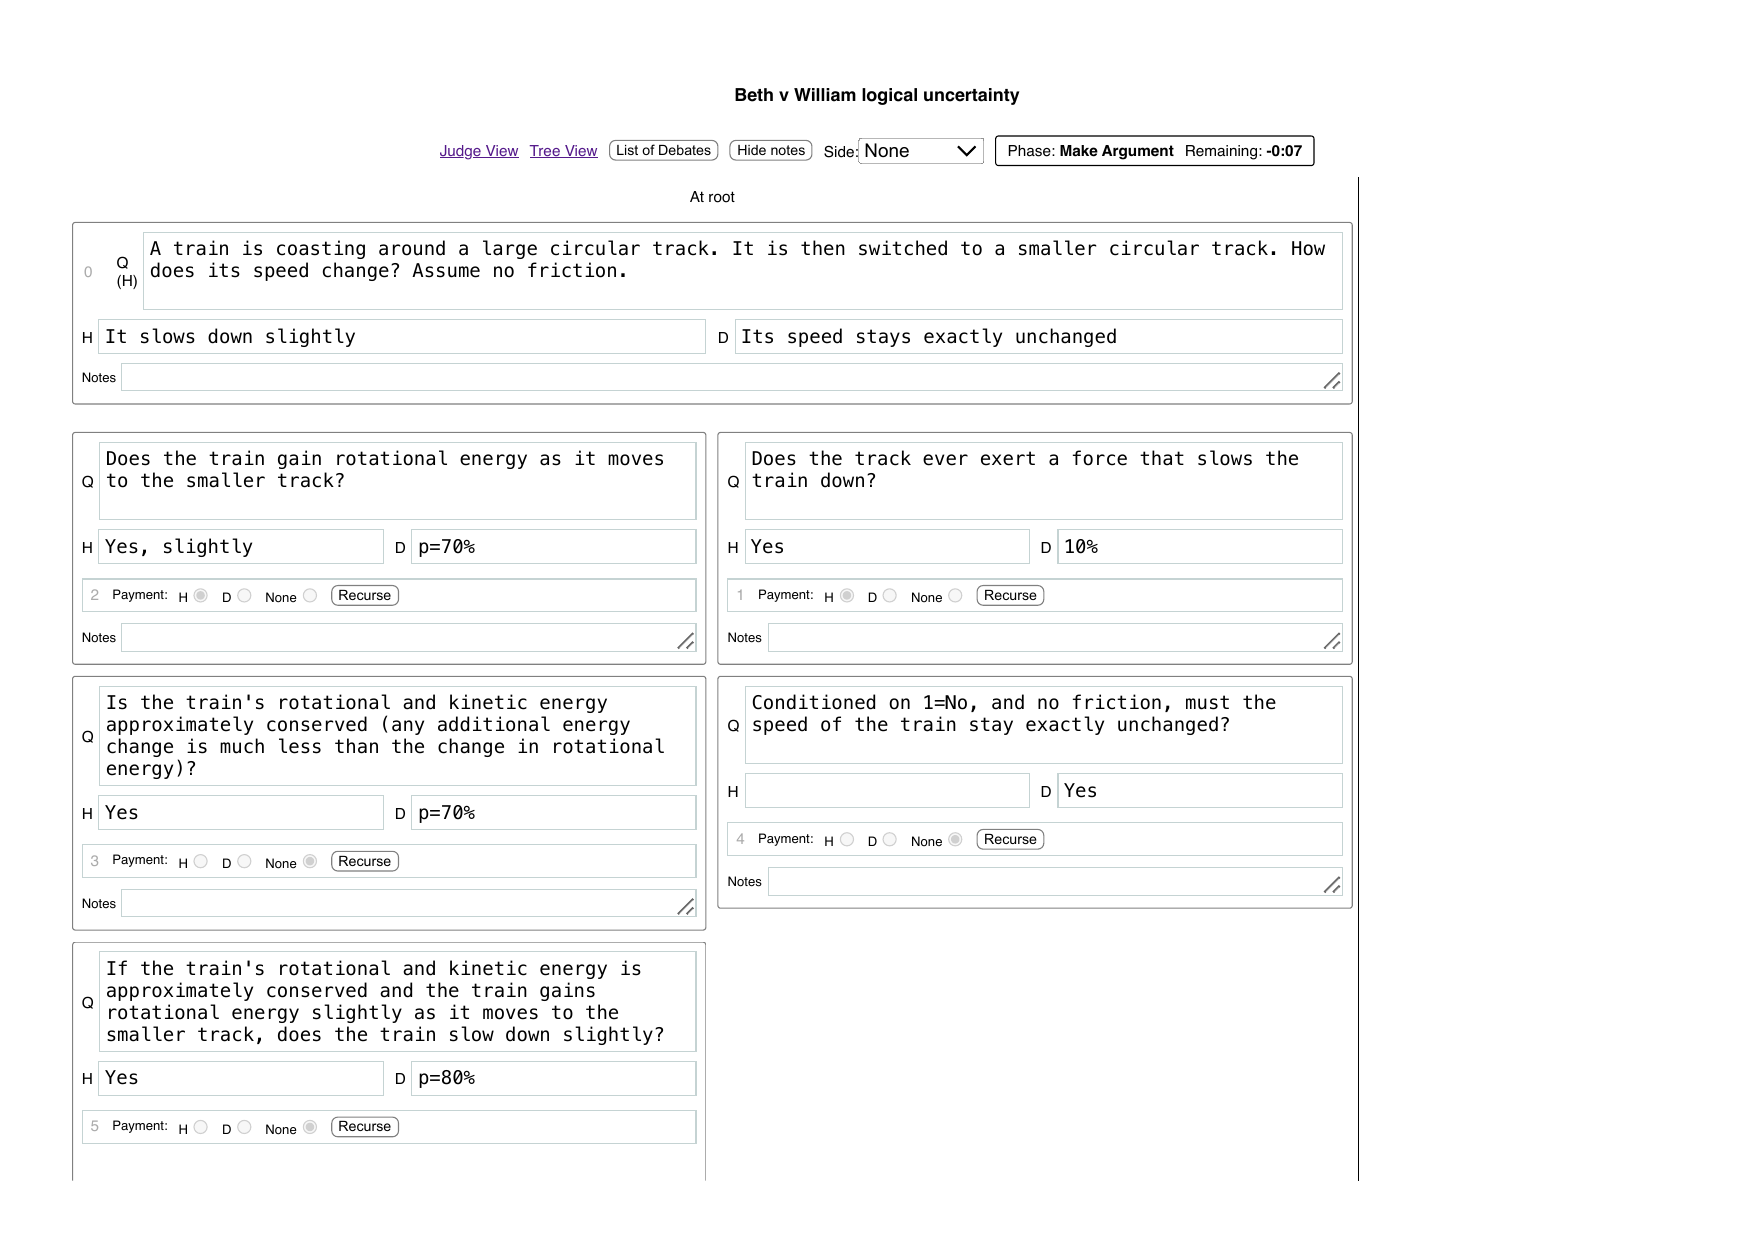 Beth v William logical uncertainty
Judge View Tree View List of Debates Hide notes Side: None Phase: Make Argument Remaining: -0:07
At root
0 Q (H) A train is coasting around a large circular track. It is then switched to a smaller circular track. How
does its speed change? Assume no friction.
H It slows down slightly D Its speed stays exactly unchanged
Notes
Q Does the train gain rotational energy as it moves
to the smaller track?
H Yes, slightly D p=70%
2 Payment: H D None Recurse
Notes
Q Does the track ever exert a force that slows the
train down?
H Yes D 10%
1 Payment: H D None Recurse
Notes
Q Is the train's rotational and kinetic energy
approximately conserved (any additional energy
change is much less than the change in rotational
energy)?
H Yes D p=70%
3 Payment: H D None Recurse
Notes
Q Conditioned on 1=No, and no friction, must the
speed of the train stay exactly unchanged?
H D Yes
4 Payment: H D None Recurse
Notes
Q If the train's rotational and kinetic energy is
approximately conserved and the train gains
rotational energy slightly as it moves to the
smaller track, does the train slow down slightly?
H Yes D p=80%
5 Payment: H D None Recurse